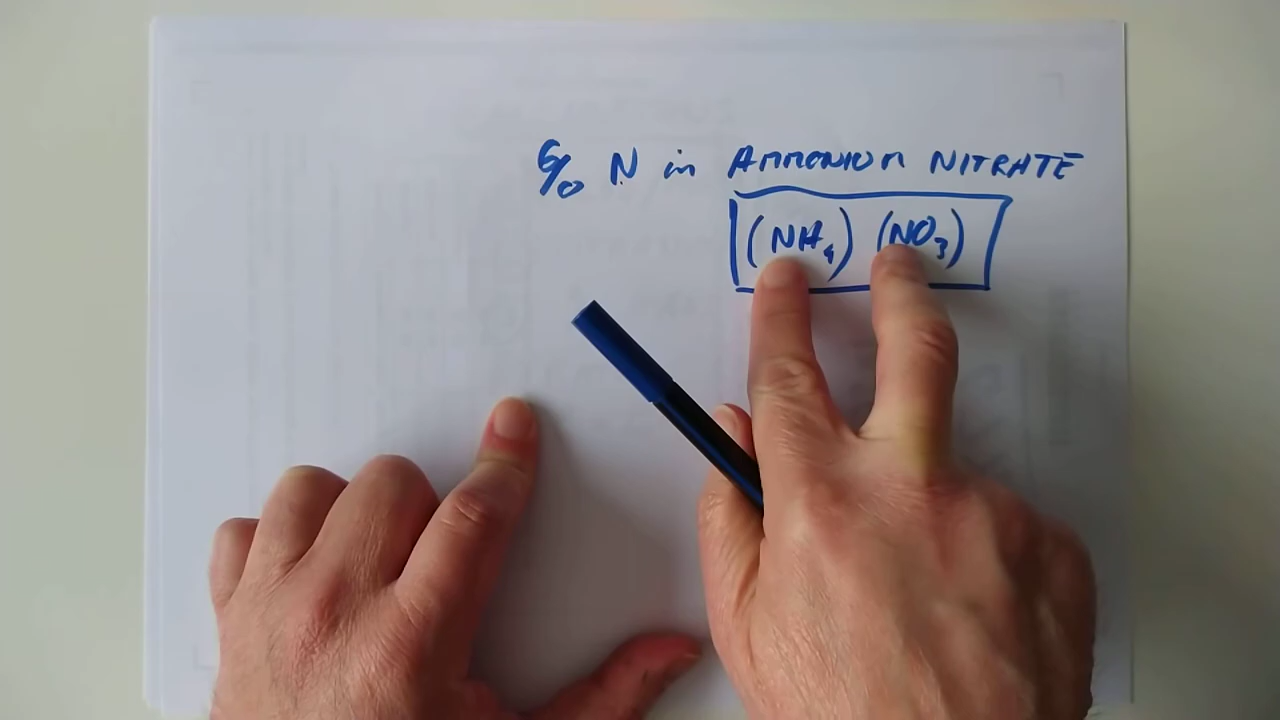 % N in AMMONIUM NITRATE
(NH₄) (NO₃)